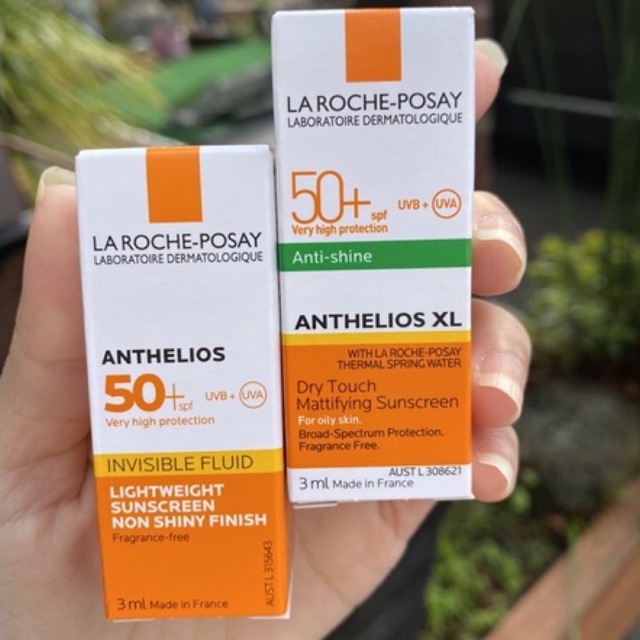 LA ROCHE-POSAY
LABORATOIRE DERMATOLOGIQUE
ANTHELIOS
50+ spf
UVB + UVA
Very high protection
INVISIBLE FLUID
LIGHTWEIGHT
SUNSCREEN
NON SHINY FINISH
Fragrance-free
3 ml Made in France
AUST L 315643
LA ROCHE-POSAY
LABORATOIRE DERMATOLOGIQUE
50+ spf
UVB + UVA
Very high protection
Anti-shine
ANTHELIOS XL
WITH LA ROCHE-POSAY
THERMAL SPRING WATER
Dry Touch
Mattifying Sunscreen
For oily skin.
Broad-Spectrum Protection.
Fragrance Free.
AUST L 308621
3 ml Made in France